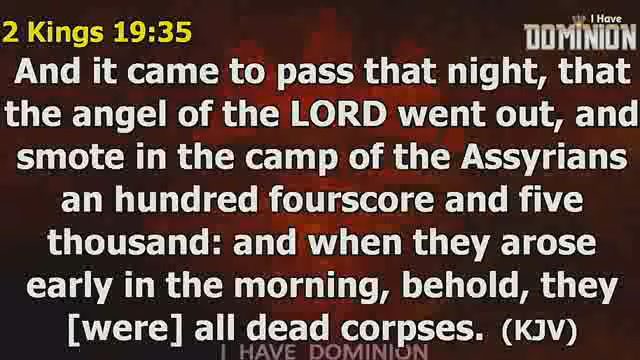 2 Kings 19:35
I Have
DOMINION
And it came to pass that night, that
the angel of the LORD went out, and
smote in the camp of the Assyrians
an hundred fourscore and five
thousand: and when they arose
early in the morning, behold, they
[were] all dead corpses. (KJV)
I HAVE DOMINION